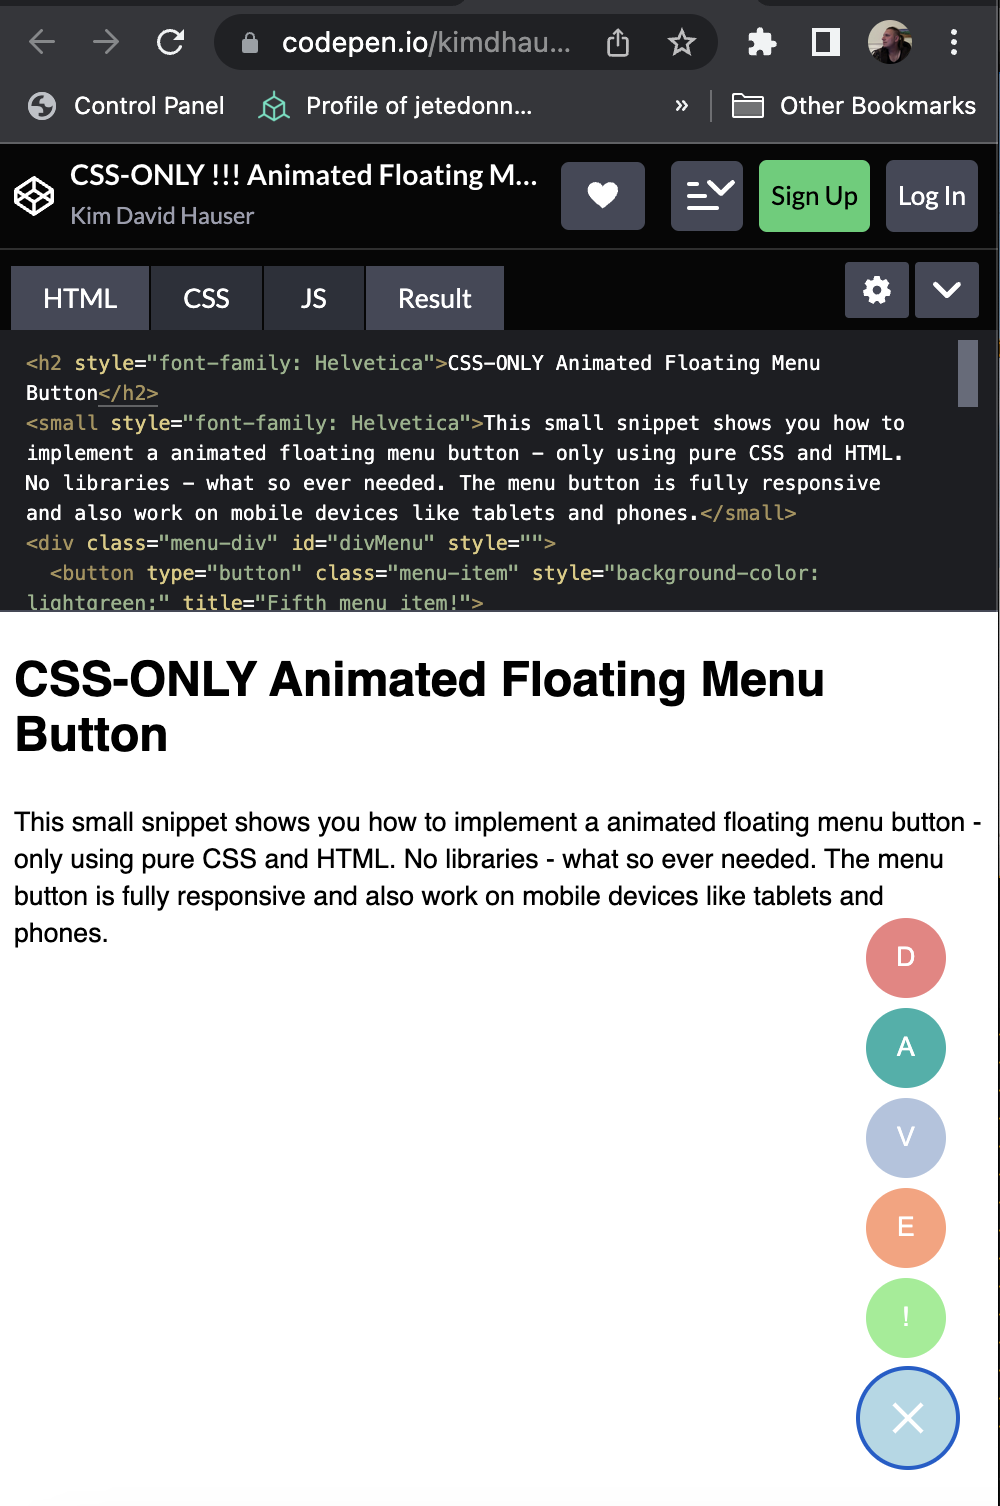 codepen.io/kimdhau...
Control Panel
Profile of jetedonn...
»
Other Bookmarks
CSS-ONLY !!! Animated Floating M...
Kim David Hauser
Sign Up
Log In
HTML
CSS
JS
Result
<h2 style="font-family: Helvetica">CSS-ONLY Animated Floating Menu
Button</h2>
<small style="font-family: Helvetica">This small snippet shows you how to
implement a animated floating menu button - only using pure CSS and HTML.
No libraries - what so ever needed. The menu button is fully responsive
and also work on mobile devices like tablets and phones.</small>
<div class="menu-div" id="divMenu" style="">
<button type="button" class="menu-item" style="background-color:
lightgreen;" title="Fifth menu item!">
CSS-ONLY Animated Floating Menu
Button
This small snippet shows you how to implement a animated floating menu button -
only using pure CSS and HTML. No libraries - what so ever needed. The menu
button is fully responsive and also work on mobile devices like tablets and
phones.
D
A
V
E
!